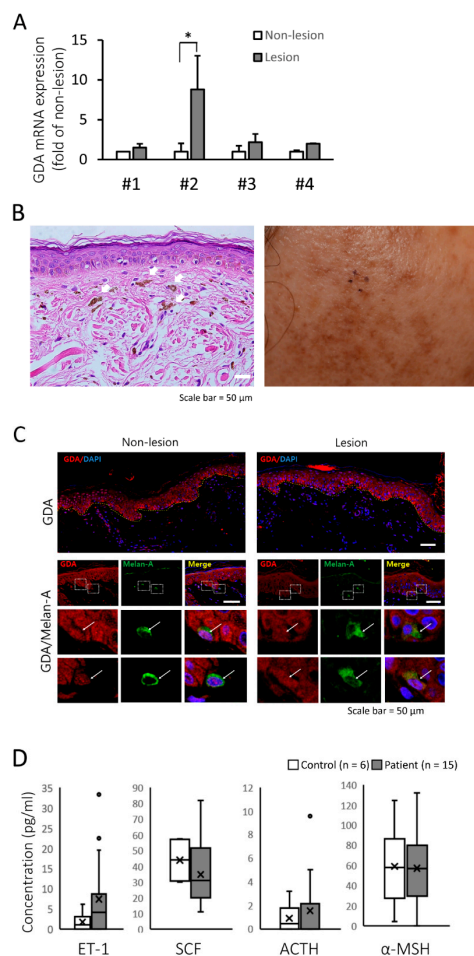 A
GDA mRNA expression
(fold of non-lesion)
15
10
5
0
*
Non-lesion
Lesion
#1 #2 #3 #4
B
Scale bar = 50 μm
C
Non-lesion Lesion
GDA
GDA/DAPI GDA/DAPI
GDA/Melan-A
GDA Melan-A Merge GDA Melan-A Merge
Scale bar = 50 μm
D
Control (n = 6) Patient (n = 15)
Concentration (pg/ml)
35
30
25
20
15
10
5
0
ET-1
90
80
70
60
50
40
30
20
10
0
SCF
12
10
8
6
4
2
0
ACTH
140
120
100
80
60
40
20
0
α-MSH